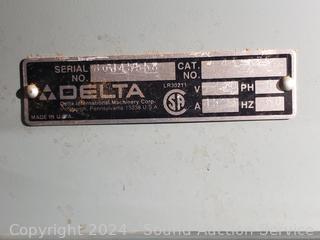 SERIAL NO.
CAT. NO.
DELTA
LR30211
Delta International Machinery Corp.
Pittsburgh, Pennsylvania 15238 U.S.A.
SA
V PH
A HZ
MADE IN U.S.A.
Copyright © 2024 - Sound Auction Service